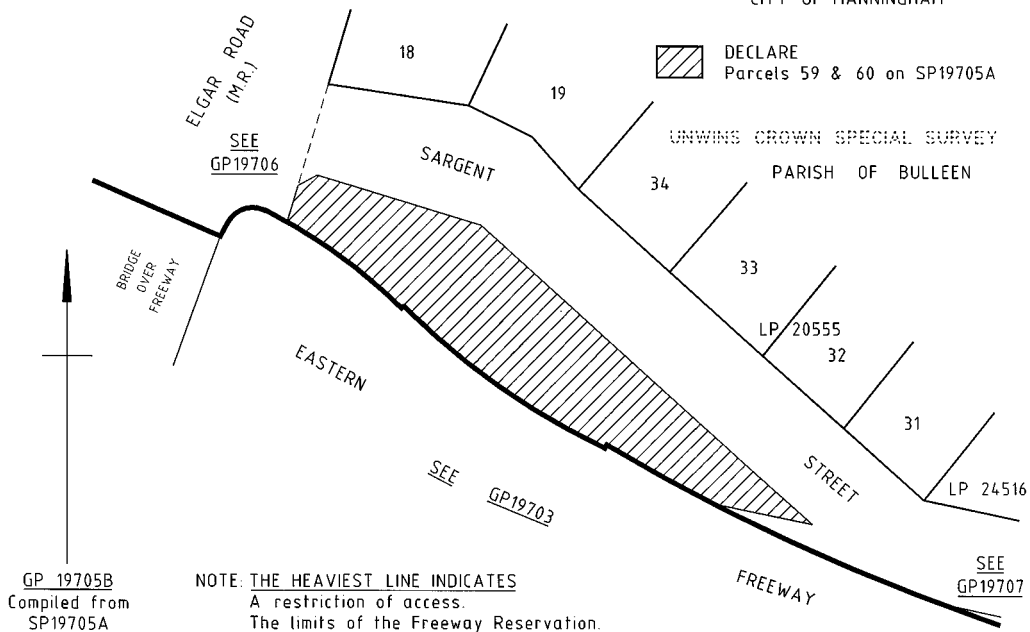 CITY OF MANNINGHAM
DECLARE
Parcels 59 & 60 on SP19705A
UNWINS CROWN SPECIAL SURVEY
PARISH OF BULLEEN
ELGAR ROAD
(M.R.)
SEE
GP19706
18
19
SARGENT
34
33
LP 20555
32
31
STREET
LP 24516
BRIDGE
OVER
FREEWAY
EASTERN
SEE GP19703
FREEWAY
SEE
GP19707
GP 19705B
Compiled from
SP19705A
NOTE: THE HEAVIEST LINE INDICATES
A restriction of access.
The limits of the Freeway Reservation.